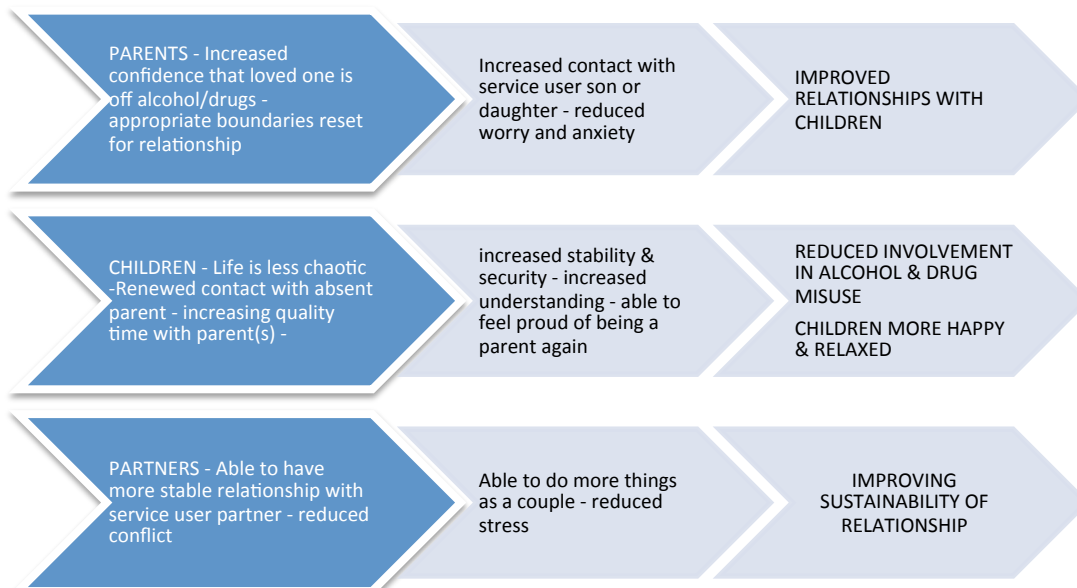 PARENTS - Increased
confidence that loved one is
off alcohol/drugs -
appropriate boundaries reset
for relationship
Increased contact with
service user son or
daughter - reduced
worry and anxiety
IMPROVED
RELATIONSHIPS WITH
CHILDREN
CHILDREN - Life is less chaotic
-Renewed contact with absent
parent - increasing quality
time with parent(s) -
increased stability &
security - increased
understanding - able to
feel proud of being a
parent again
REDUCED INVOLVEMENT
IN ALCOHOL & DRUG
MISUSE
CHILDREN MORE HAPPY
& RELAXED
PARTNERS - Able to have
more stable relationship with
service user partner - reduced
conflict
Able to do more things
as a couple - reduced
stress
IMPROVING
SUSTAINABILITY OF
RELATIONSHIP